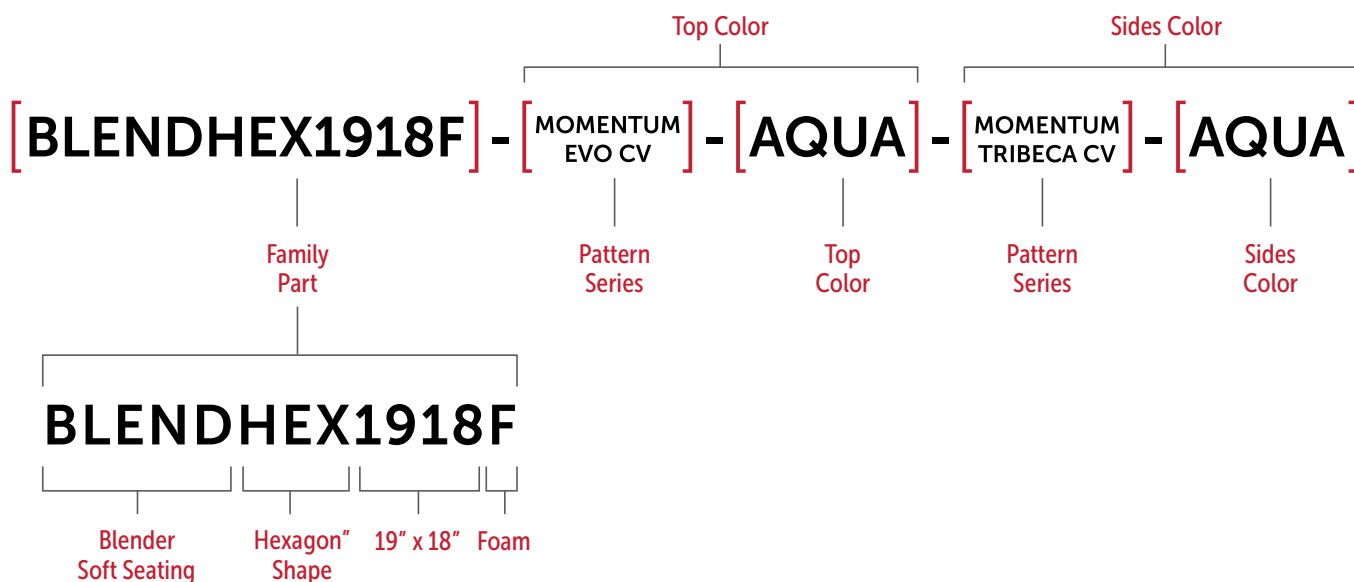 Top Color
Sides Color
[BLENDHEX1918F] - [MOMENTUM EVO CV] - [AQUA] - [MOMENTUM TRIBECA CV] - [AQUA]
Family
Part
Pattern
Series
Top
Color
Pattern
Series
Sides
Color
BLENDHEX1918F
Blender
Soft Seating
Hexagon”
Shape
19” x 18”
Foam